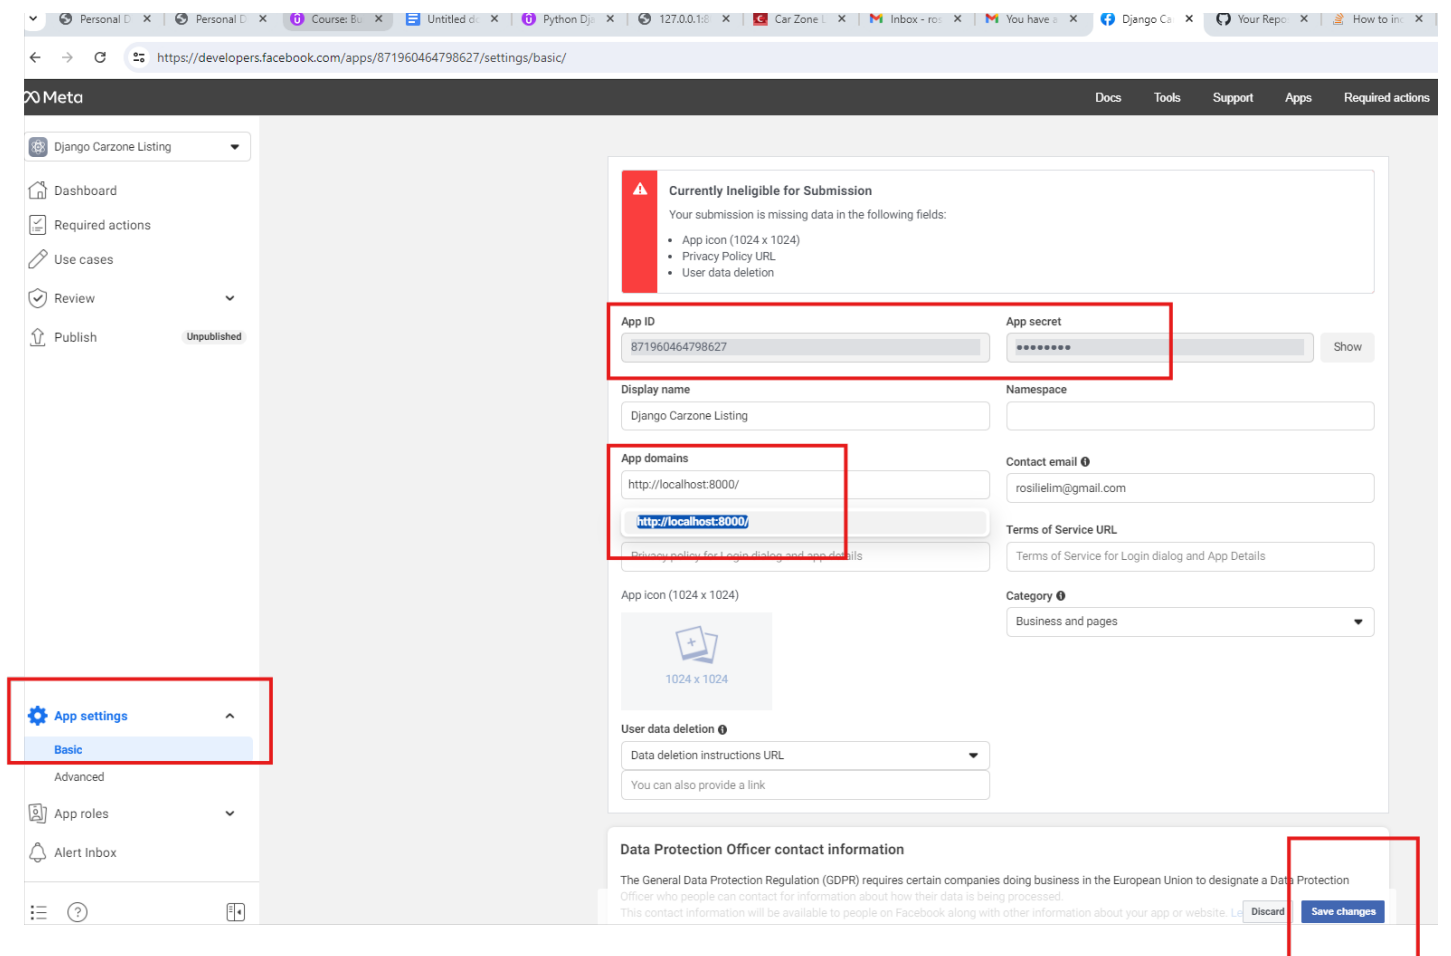 Personal D
Personal D
Course: Bu
Untitled do
Python Dja
127.0.0.1:8
Car Zone L
Inbox - ros
You have a
Django Ca
Your Repo
How to inc
https://developers.facebook.com/apps/871960464798627/settings/basic/
Meta
Docs Tools Support Apps Required actions
Django Carzone Listing
Dashboard
Required actions
Use cases
Review
Publish Unpublished
App settings
Basic
Advanced
App roles
Alert Inbox
Currently Ineligible for Submission
Your submission is missing data in the following fields:
• App icon (1024 x 1024)
• Privacy Policy URL
• User data deletion
App ID
871960464798627
App secret
••••••••
Show
Display name
Django Carzone Listing
Namespace
App domains
http://localhost:8000/
http://localhost:8000/
Contact email
rosilielim@gmail.com
Privacy policy for Login dialog and app details
Terms of Service URL
Terms of Service for Login dialog and App Details
App icon (1024 x 1024)
1024 x 1024
Category
Business and pages
User data deletion
Data deletion instructions URL
You can also provide a link
Data Protection Officer contact information
The General Data Protection Regulation (GDPR) requires certain companies doing business in the European Union to designate a Data Protection
Officer who people can contact for information about how their data is being processed.
This contact information will be available to people on Facebook along with other information about your app or website. Le
Discard
Save changes